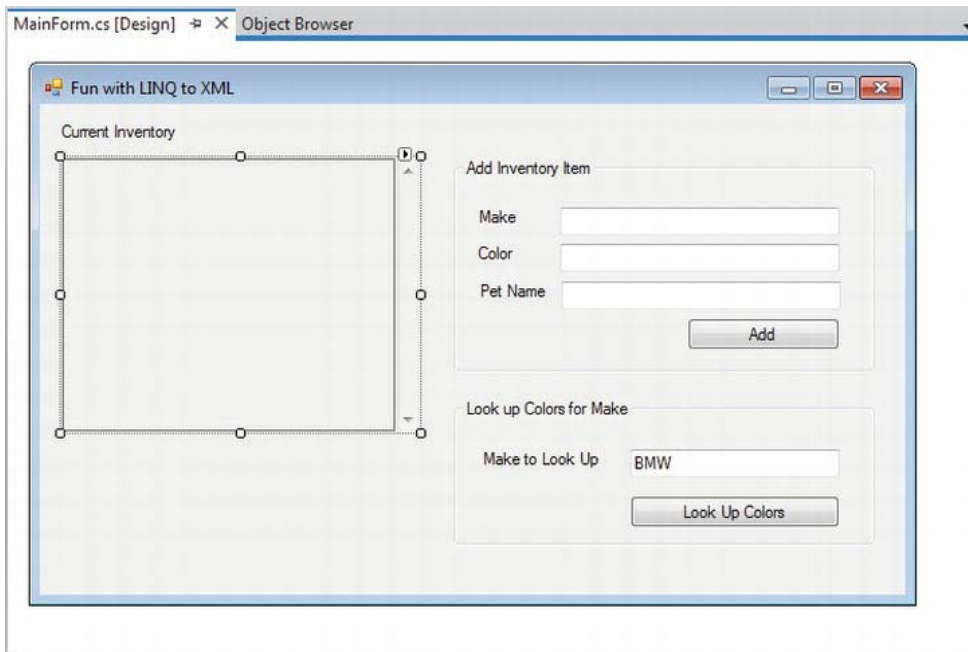 MainForm.cs [Design]
Object Browser
Fun with LINQ to XML
Current Inventory
Add Inventory Item
Make
Color
Pet Name
Add
Look up Colors for Make
Make to Look Up
BMW
Look Up Colors